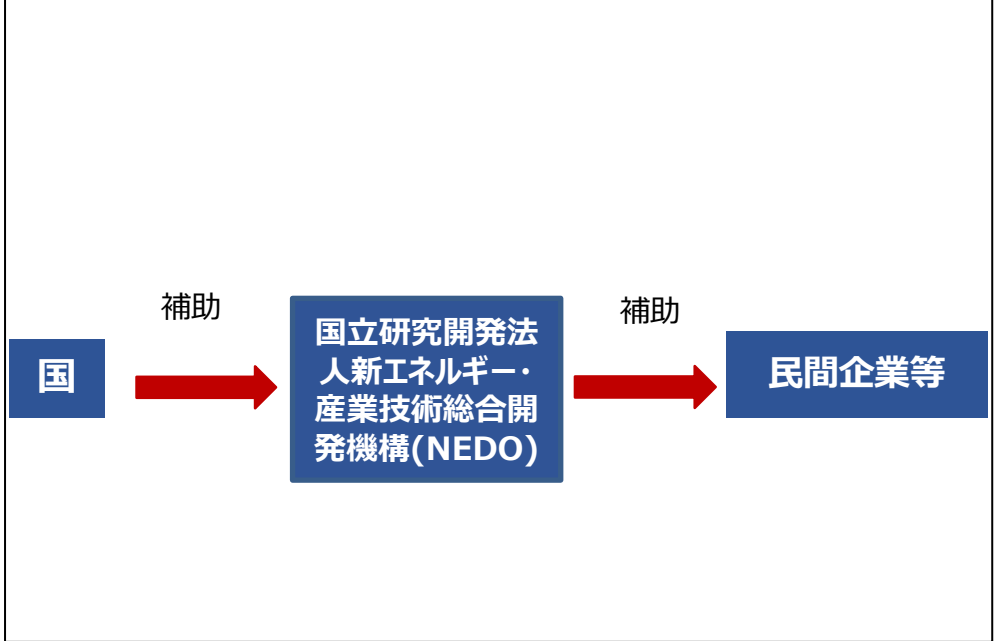 補助
補助
国
国立研究開発法
人新エネルギー・
産業技術総合開
発機構(NEDO)
民間企業等